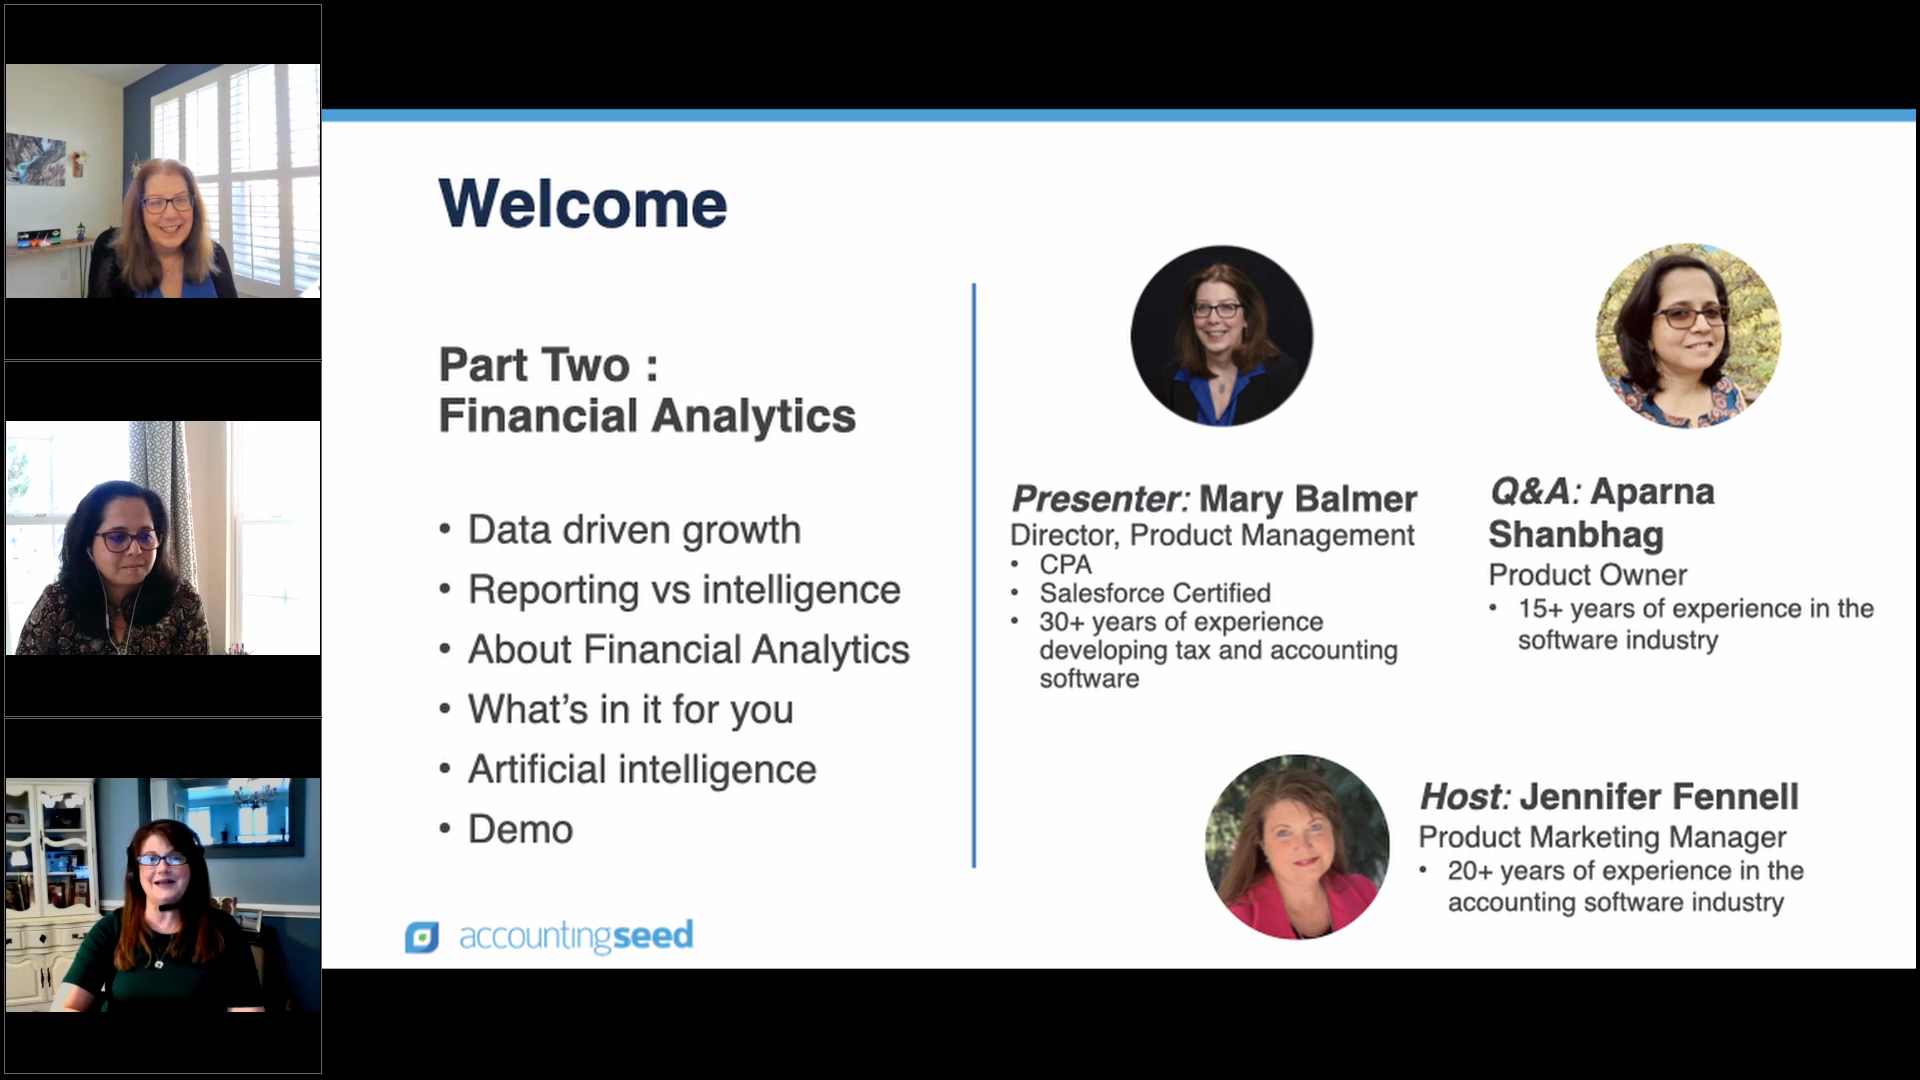 Welcome
Part Two :
Financial Analytics
• Data driven growth
• Reporting vs intelligence
• About Financial Analytics
• What’s in it for you
• Artificial intelligence
• Demo
accountingseed
Presenter: Mary Balmer
Director, Product Management
• CPA
• Salesforce Certified
• 30+ years of experience
developing tax and accounting
software
Q&A: Aparna
Shanbhag
Product Owner
• 15+ years of experience in the
software industry
Host: Jennifer Fennell
Product Marketing Manager
• 20+ years of experience in the
accounting software industry